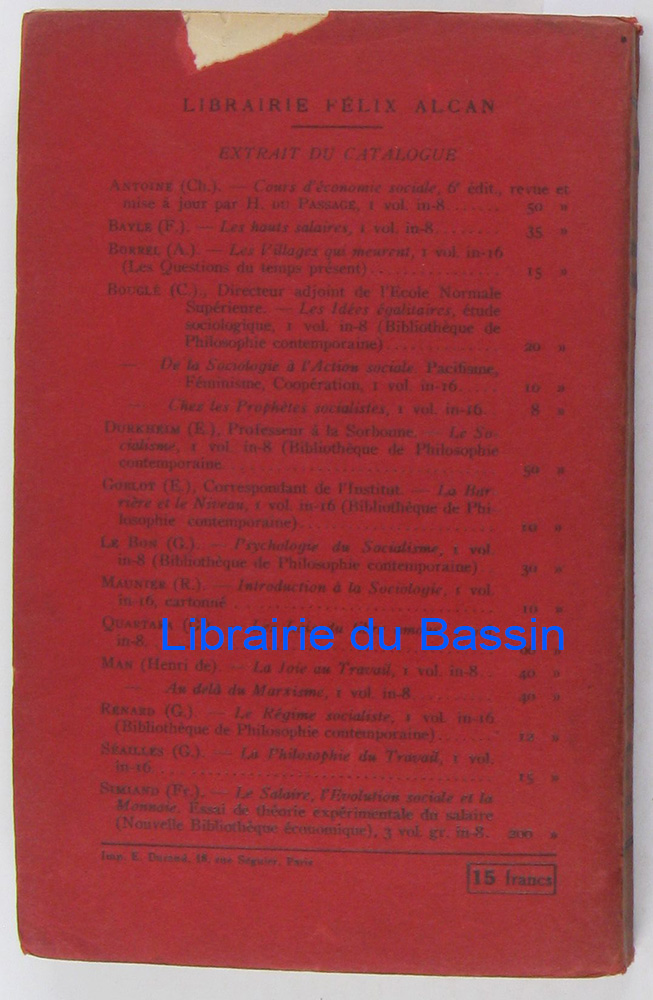 LIBRAIRIE FÉLIX ALCAN
EXTRAIT DU CATALOGUE
ANTOINE (Ch.). — Cours d'économie sociale, 6e édit., revue et
mise à jour par H. DU PASSAGE, 1 vol. in-8....... 50 »
BAYLE (F.). — Les hauts salaires, 1 vol. in-8........ 35 »
BORREL (A.). — Les Villages qui meurent, 1 vol. in-16
(Les Questions du temps présent)............. 15 »
BOUGLÉ (C.)., Directeur adjoint de l'Ecole Normale
Supérieure. — Les Idées égalitaires, étude
sociologique, 1 vol. in-8 (Bibliothèque de
Philosophie contemporaine)............. 20 »
— De la Sociologie à l'Action sociale. Pacifisme,
Féminisme, Coopération, 1 vol. in-16..... 10 »
— Chez les Prophètes socialistes, 1 vol. in-16. 8 »
DURKHEIM (E.), Professeur à la Sorbonne. — Le So-
cialisme, 1 vol. in-8 (Bibliothèque de Philosophie
contemporaine............................ 50 »
GOBLOT (E.), Correspondant de l'Institut. — La Bar-
rière et le Niveau, 1 vol. in-16 (Bibliothèque de Phi-
losophie contemporaine)..................... 10 »
LE BON (G.). — Psychologie du Socialisme, 1 vol.
in-8 (Bibliothèque de Philosophie contemporaine) 30 »
MAUNIER (R.). — Introduction à la Sociologie, 1 vol.
in-16, cartonné............................ 10 »
QUARTARA
Librairie du Bassin
in-8.
MAN (Henri de). — La Joie au Travail, 1 vol. in-8.. 40 »
— Au delà du Marxisme, 1 vol. in-8.......... 40 »
RENARD (G.) — Le Régime socialiste, 1 vol. in-16
(Bibliothèque de Philosophie contemporaine)..... 12 »
SÉAILLES (G.). — La Philosophie du Travail, 1 vol.
in-16.................................... 15 »
SIMIAND (Fr.). — Le Salaire, l'Evolution sociale et la
Monnaie. Essai de théorie expérimentale du salaire
(Nouvelle Bibliothèque économique), 3 vol. gr. in-8. 200 »
Imp. E. Durand, 18, rue Séguier, Paris
15 francs